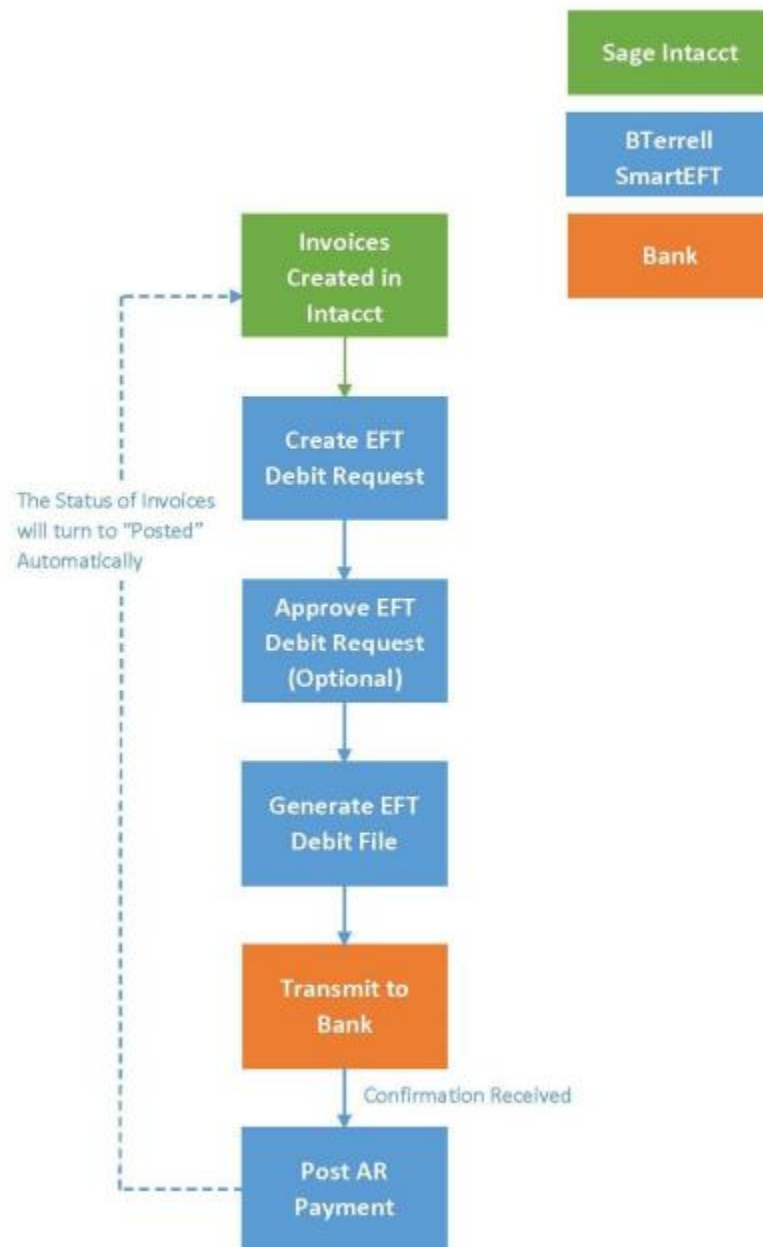 Sage Intacct
BTerrell
SmartEFT
Bank
Invoices
Created in
Intacct
Create EFT
Debit Request
The Status of Invoices
will turn to "Posted"
Automatically
Approve EFT
Debit Request
(Optional)
Generate EFT
Debit File
Transmit to
Bank
Confirmation Received
Post AR
Payment